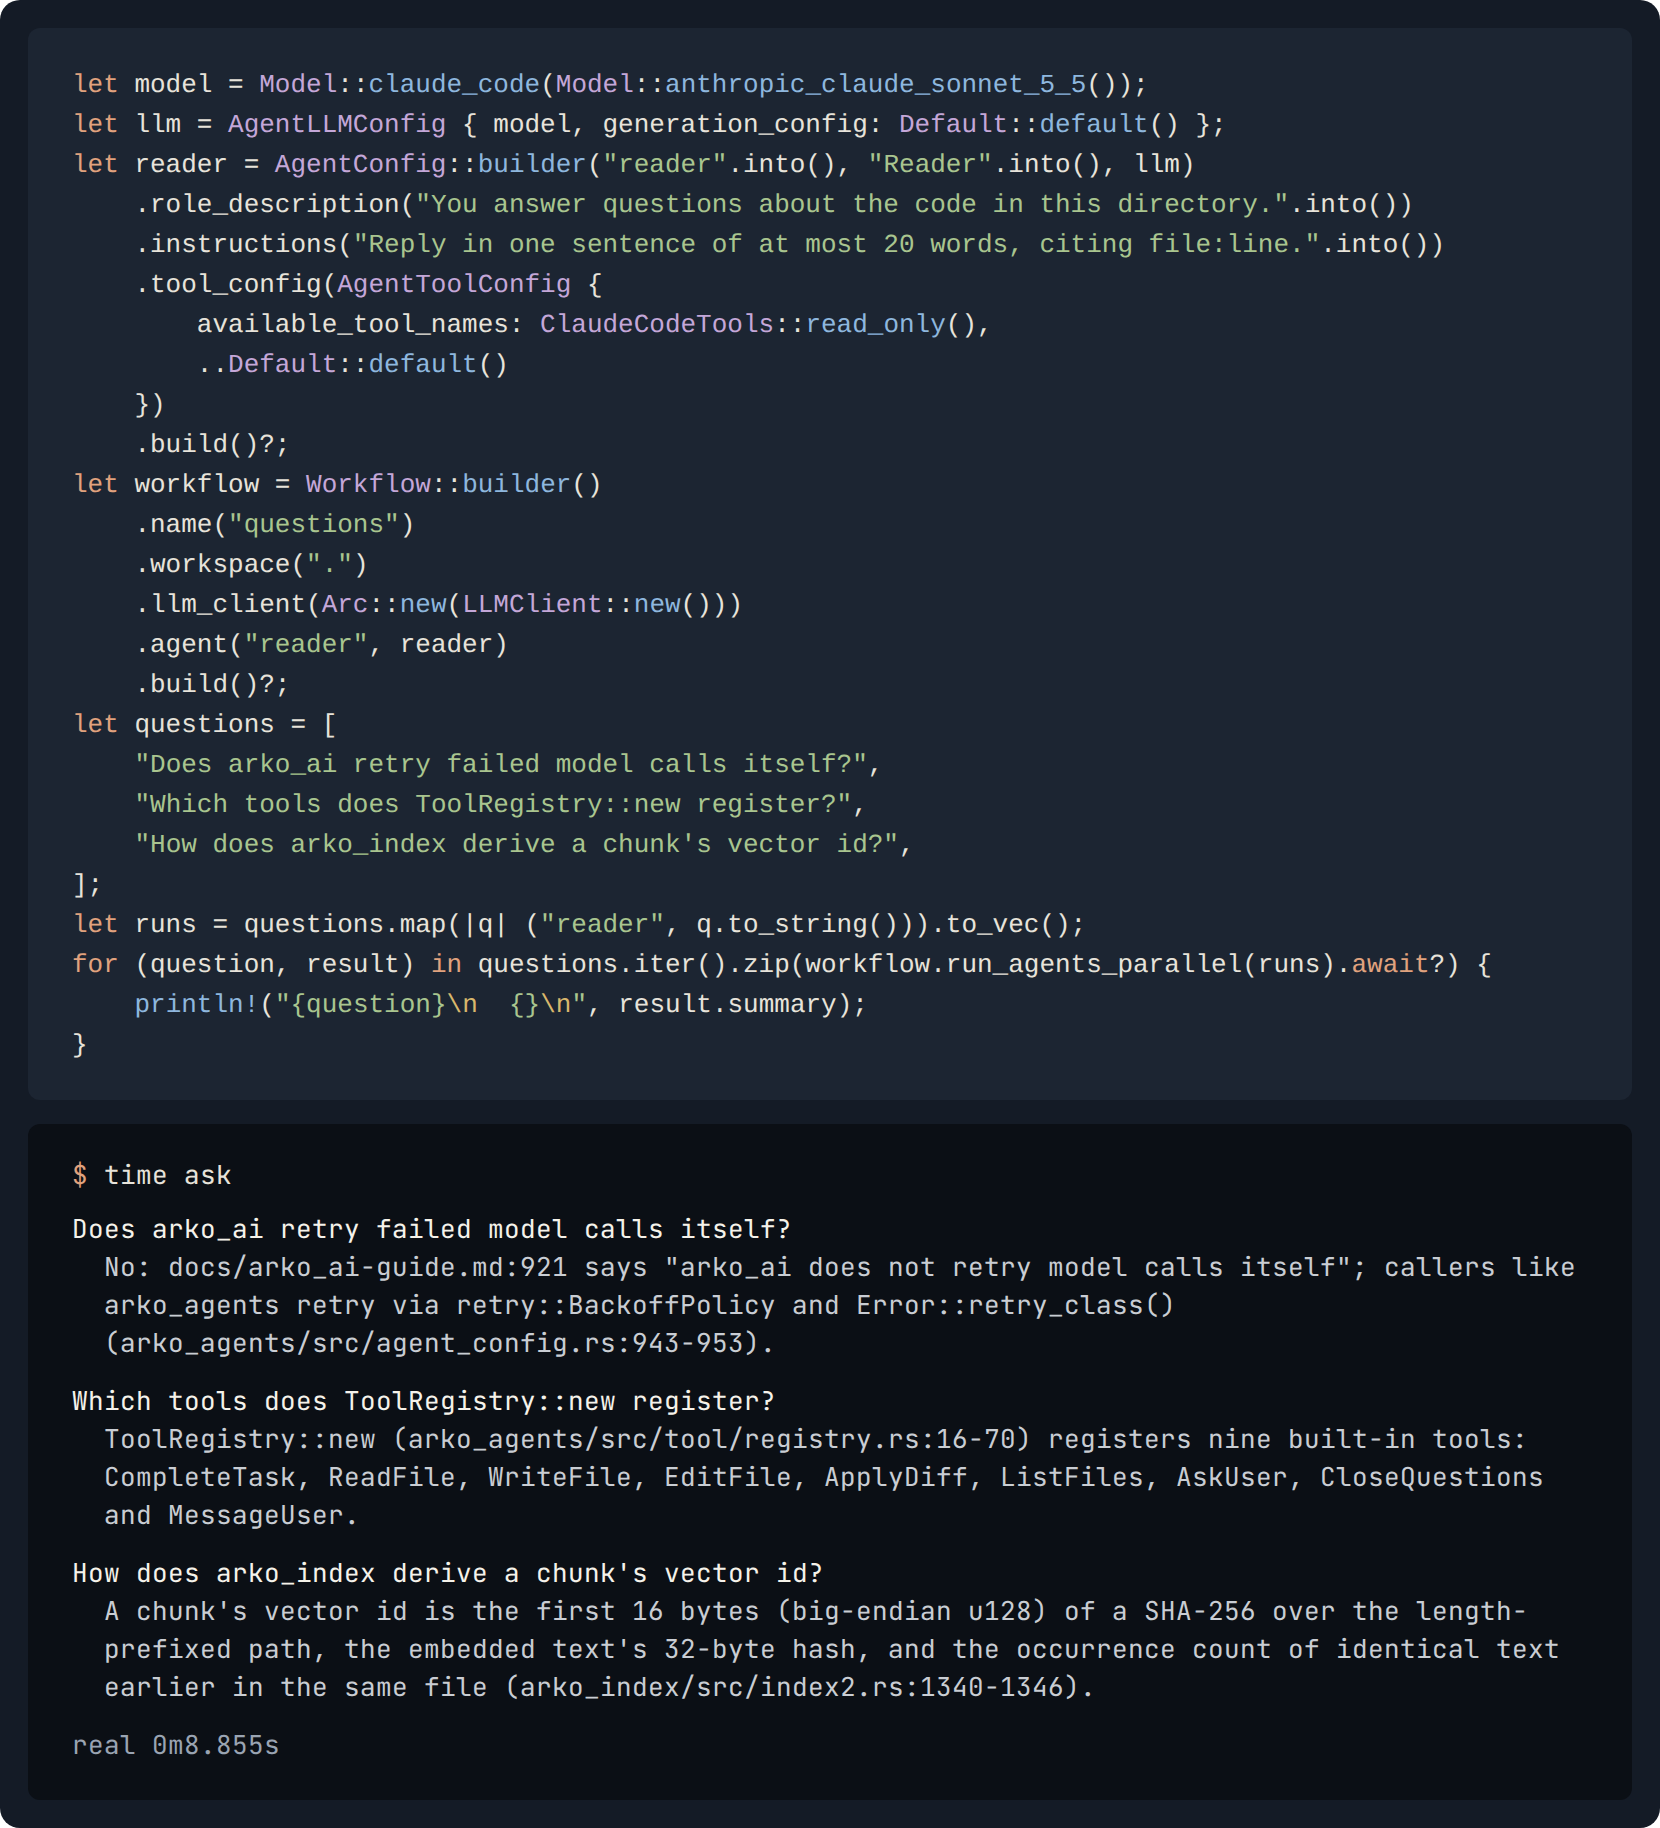 let model = Model::claude_code(Model::anthropic_claude_sonnet_5_5());
let llm = AgentLLMConfig { model, generation_config: Default::default() };
let reader = AgentConfig::builder("reader".into(), "Reader".into(), llm)
    .role_description("You answer questions about the code in this directory.".into())
    .instructions("Reply in one sentence of at most 20 words, citing file:line.".into())
    .tool_config(AgentToolConfig {
        available_tool_names: ClaudeCodeTools::read_only(),
        ..Default::default()
    })
    .build()?;
let workflow = Workflow::builder()
    .name("questions")
    .workspace(".")
    .llm_client(Arc::new(LLMClient::new()))
    .agent("reader", reader)
    .build()?;
let questions = [
    "Does arko_ai retry failed model calls itself?",
    "Which tools does ToolRegistry::new register?",
    "How does arko_index derive a chunk's vector id?",
];
let runs = questions.map(|q| ("reader", q.to_string())).to_vec();
for (question, result) in questions.iter().zip(workflow.run_agents_parallel(runs).await?) {
    println!("{question}\n  {}\n", result.summary);
}
$ time ask
Does arko_ai retry failed model calls itself?
  No: docs/arko_ai-guide.md:921 says "arko_ai does not retry model calls itself"; callers like
  arko_agents retry via retry::BackoffPolicy and Error::retry_class()
  (arko_agents/src/agent_config.rs:943-953).
Which tools does ToolRegistry::new register?
  ToolRegistry::new (arko_agents/src/tool/registry.rs:16-70) registers nine built-in tools:
  CompleteTask, ReadFile, WriteFile, EditFile, ApplyDiff, ListFiles, AskUser, CloseQuestions
  and MessageUser.
How does arko_index derive a chunk's vector id?
  A chunk's vector id is the first 16 bytes (big-endian u128) of a SHA-256 over the length-
  prefixed path, the embedded text's 32-byte hash, and the occurrence count of identical text
  earlier in the same file (arko_index/src/index2.rs:1340-1346).
real 0m8.855s